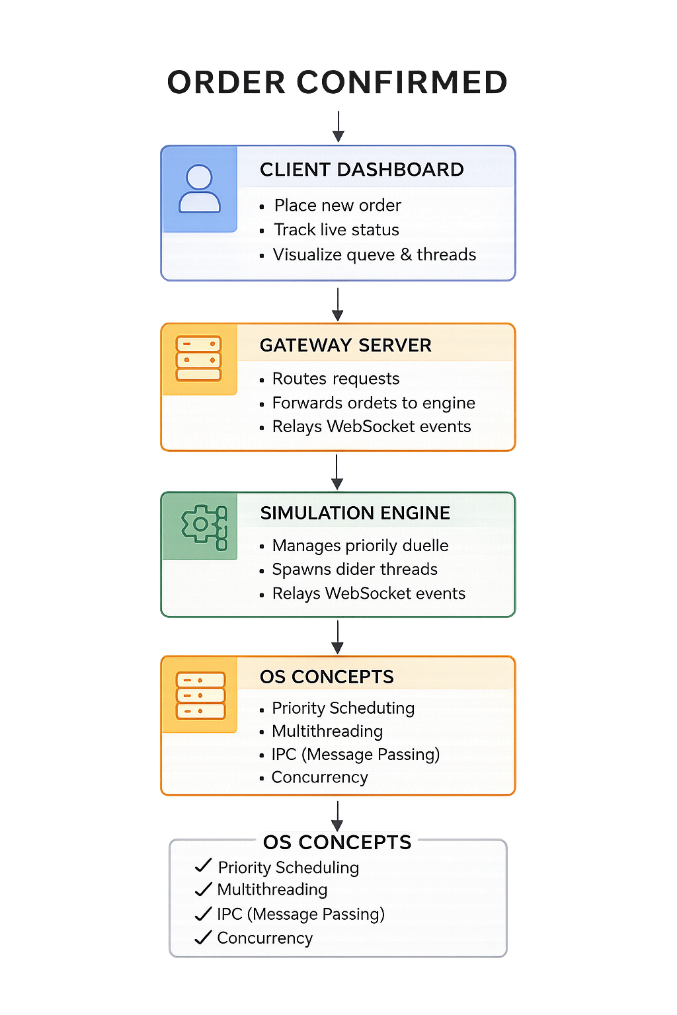 ORDER CONFIRMED
CLIENT DASHBOARD
• Place new order
• Track live status
• Visualize queve & threads
GATEWAY SERVER
• Routes requests
• Forwards ordets to engine
• Relays WebSocket events
SIMULATION ENGINE
• Manages priorily duelle
• Spawns dider threads
• Relays WebSocket events
OS CONCEPTS
• Priority Scheduting
• Multithreading
• IPC (Message Passing)
• Concurrency
OS CONCEPTS
✓ Priority Scheduling
✓ Multithreading
✓ IPC (Message Passing)
✓ Concurrency